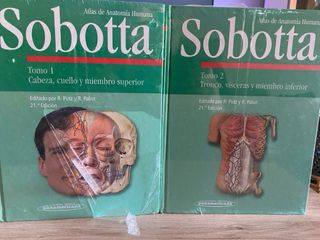 Atlas de Anatomía Humana
Sobotta
Tomo 1
Cabeza, cuello y miembro superior
Editado por R. Putz y R. Pabst
21.ª Edición
Atlas de Anatomía Humana
Sobotta
Tomo 2
Tronco, vísceras y miembro inferior
Editado por R. Putz y R. Pabst
21.ª Edición
panamericana